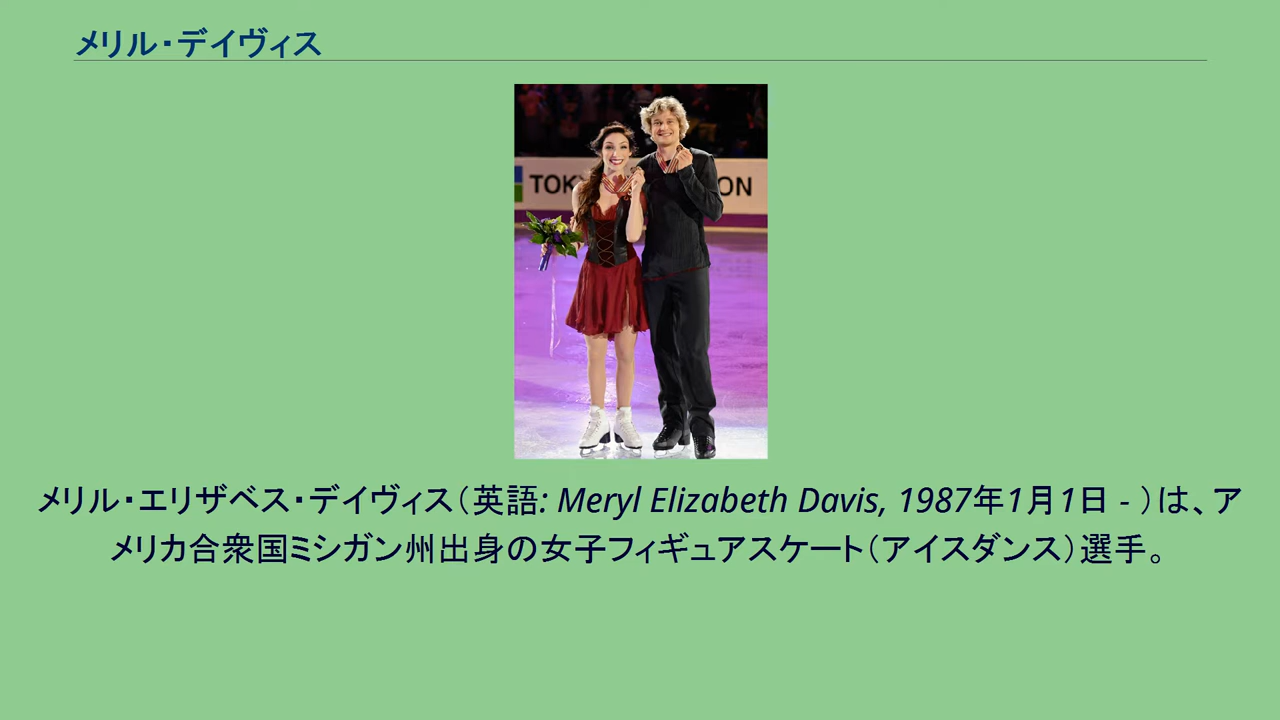 メリル・デイヴィス
TOK
ON
メリル・エリザベス・デイヴィス（英語: Meryl Elizabeth Davis, 1987年1月1日 - ）は、ア
メリカ合衆国ミシガン州出身の女子フィギュアスケート（アイスダンス）選手。